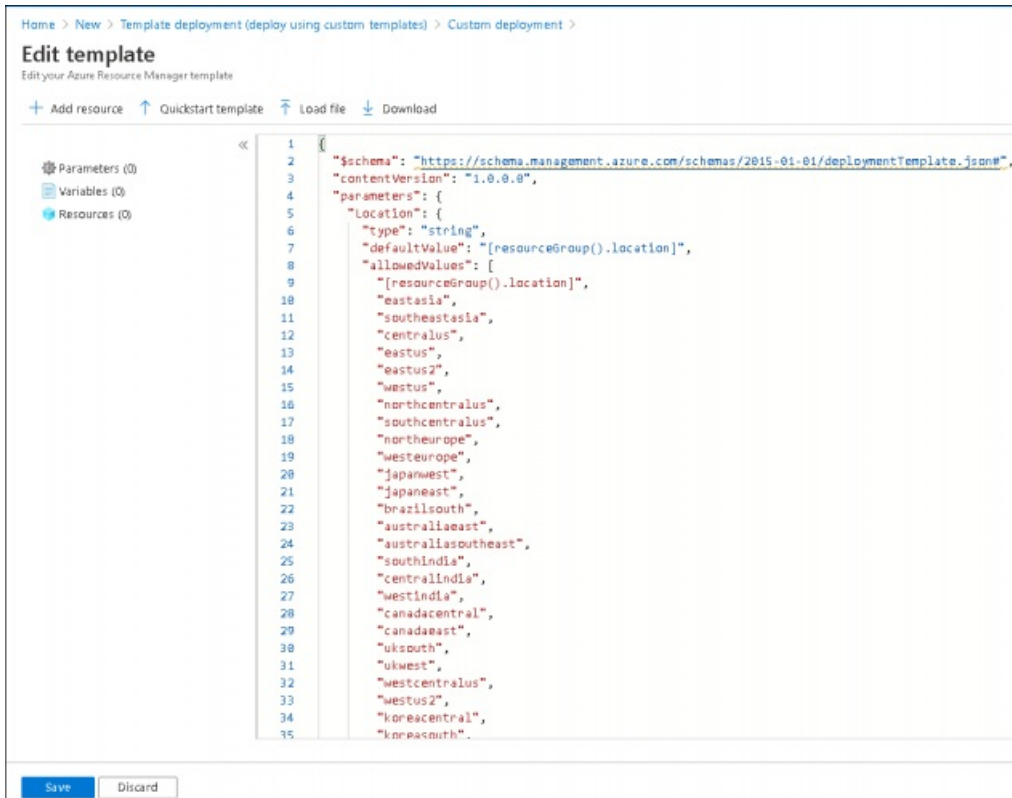 Home > New > Template deployment (deploy using custom templates) > Custom deployment >
Edit template
Edit your Azure Resource Manager template
Add resource Quickstart template Load file Download
«
Parameters (0)
Variables (0)
Resources (0)
1 {
2 "$schema": "https://schema.management.azure.com/schemas/2015-01-01/deploymentTemplate.json#",
3 "contentVersion": "1.0.0.0",
4 "parameters": {
5 "Location": {
6 "type": "string",
7 "defaultValue": "[resourceGroup().location]",
8 "allowedValues": [
9 "[resourceGroup().location]",
10 "eastasia",
11 "southeastasia",
12 "centralus",
13 "eastus",
14 "eastus2",
15 "westus",
16 "northcentralus",
17 "southcentralus",
18 "northeurope",
19 "westeurope",
20 "japanwest",
21 "japaneast",
22 "brazilsouth",
23 "australiaeast",
24 "australiasoutheast",
25 "southindia",
26 "centralindia",
27 "westindia",
28 "canadacentral",
29 "canadaeast",
30 "uksouth",
31 "ukwest",
32 "westcentralus",
33 "westus2",
34 "koreacentral",
35 "koreasouth",
Save Discard